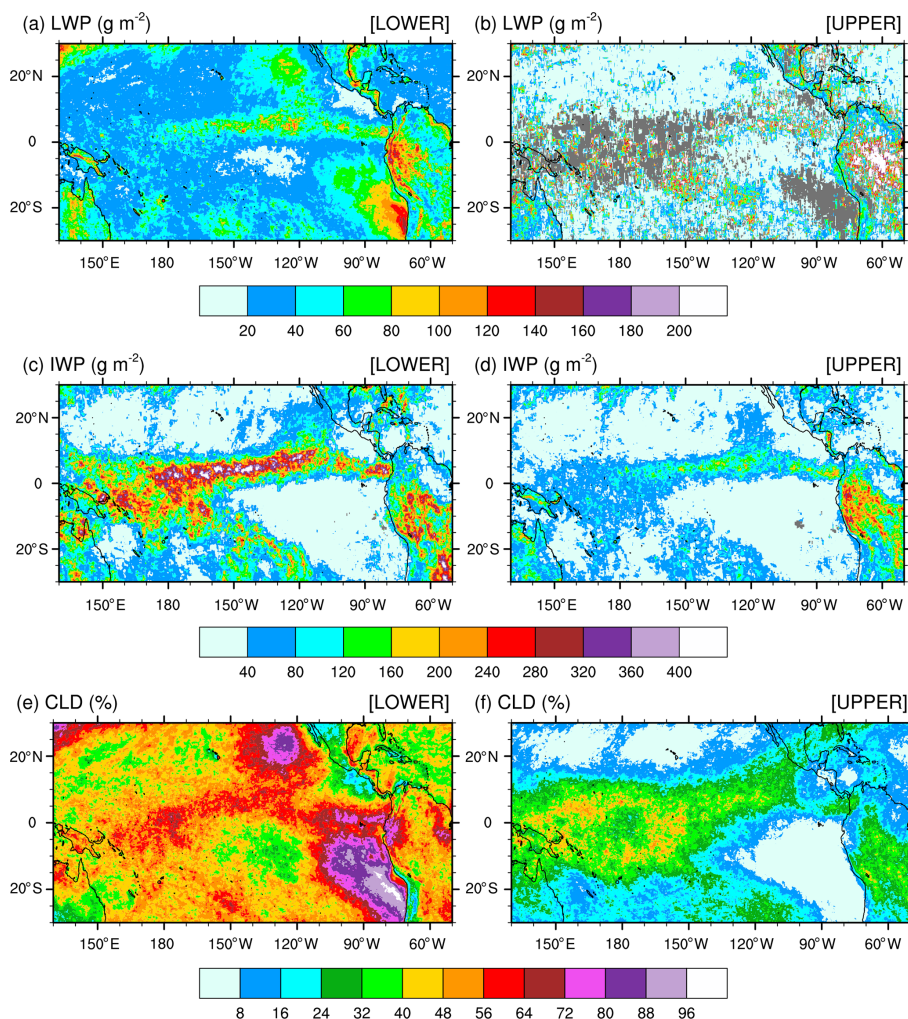 (a) LWP (g m⁻²) [LOWER] (b) LWP (g m⁻²) [UPPER]
20°N 20°N
0 0
20°S 20°S
150°E 180 150°W 120°W 90°W 60°W 150°E 180 150°W 120°W 90°W 60°W
20 40 60 80 100 120 140 160 180 200
(c) IWP (g m⁻²) [LOWER] (d) IWP (g m⁻²) [UPPER]
20°N 20°N
0 0
20°S 20°S
150°E 180 150°W 120°W 90°W 60°W 150°E 180 150°W 120°W 90°W 60°W
40 80 120 160 200 240 280 320 360 400
(e) CLD (%) [LOWER] (f) CLD (%) [UPPER]
20°N 20°N
0 0
20°S 20°S
150°E 180 150°W 120°W 90°W 60°W 150°E 180 150°W 120°W 90°W 60°W
8 16 24 32 40 48 56 64 72 80 88 96